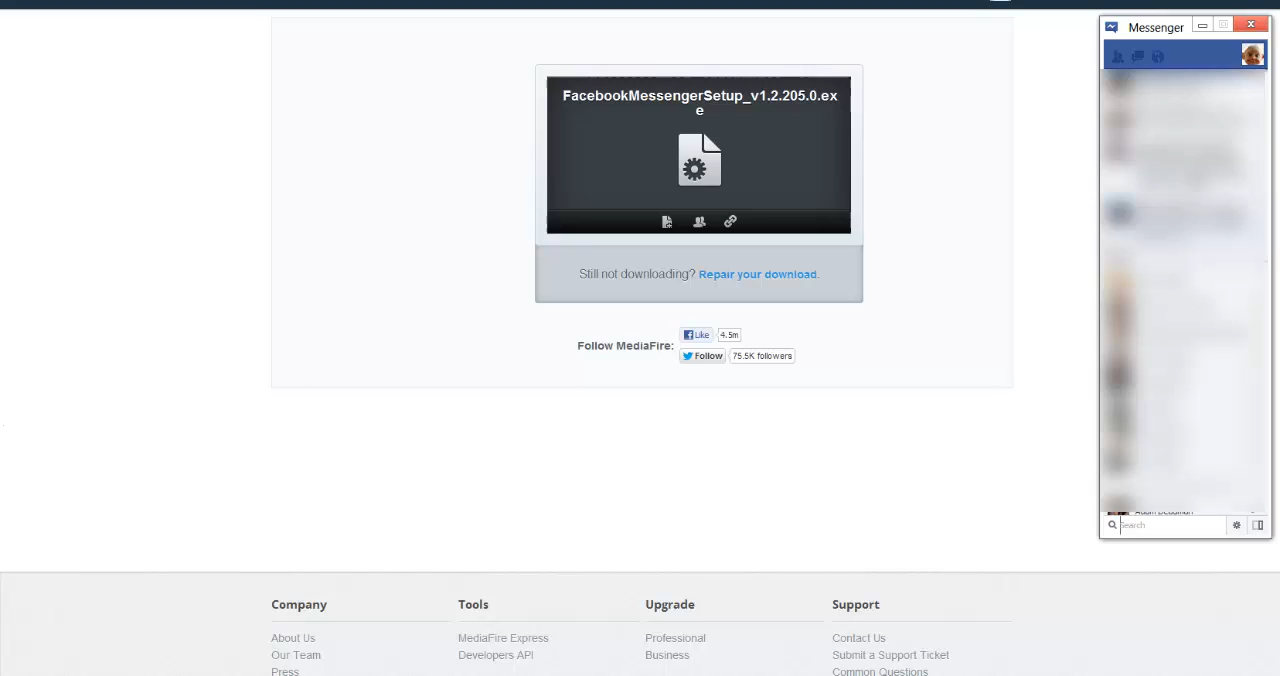 Messenger
FacebookMessengerSetup_v1.2.205.0.ex
e
Still not downloading? Repair your download.
Follow MediaFire:
Like 4.5m
Follow 75.5K followers
Search
Company
About Us
Our Team
Press
Tools
MediaFire Express
Developers API
Upgrade
Professional
Business
Support
Contact Us
Submit a Support Ticket
Common Questions